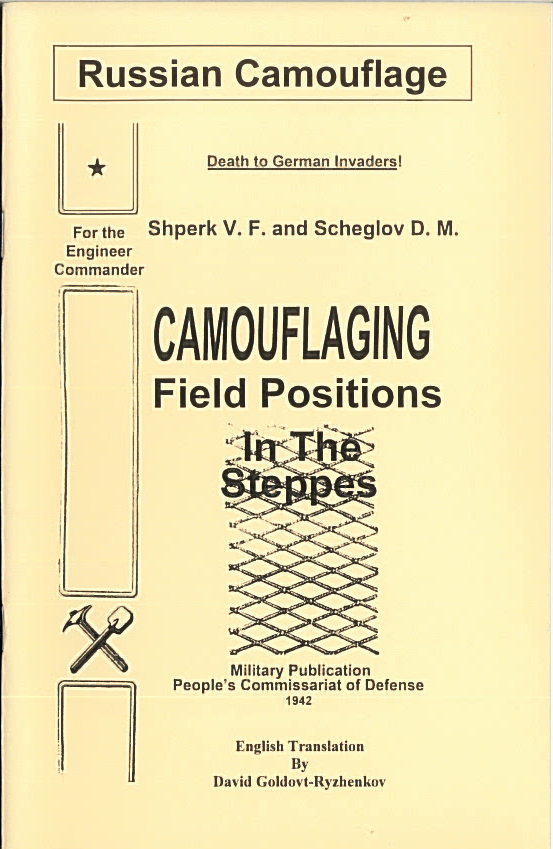 Russian Camouflage
Death to German Invaders!
For the
Engineer
Commander
Shperk V. F. and Scheglov D. M.
CAMOUFLAGING
Field Positions
In The
Steppes
Military Publication
People's Commissariat of Defense
1942
English Translation
By
David Goldovt-Ryzhenkov